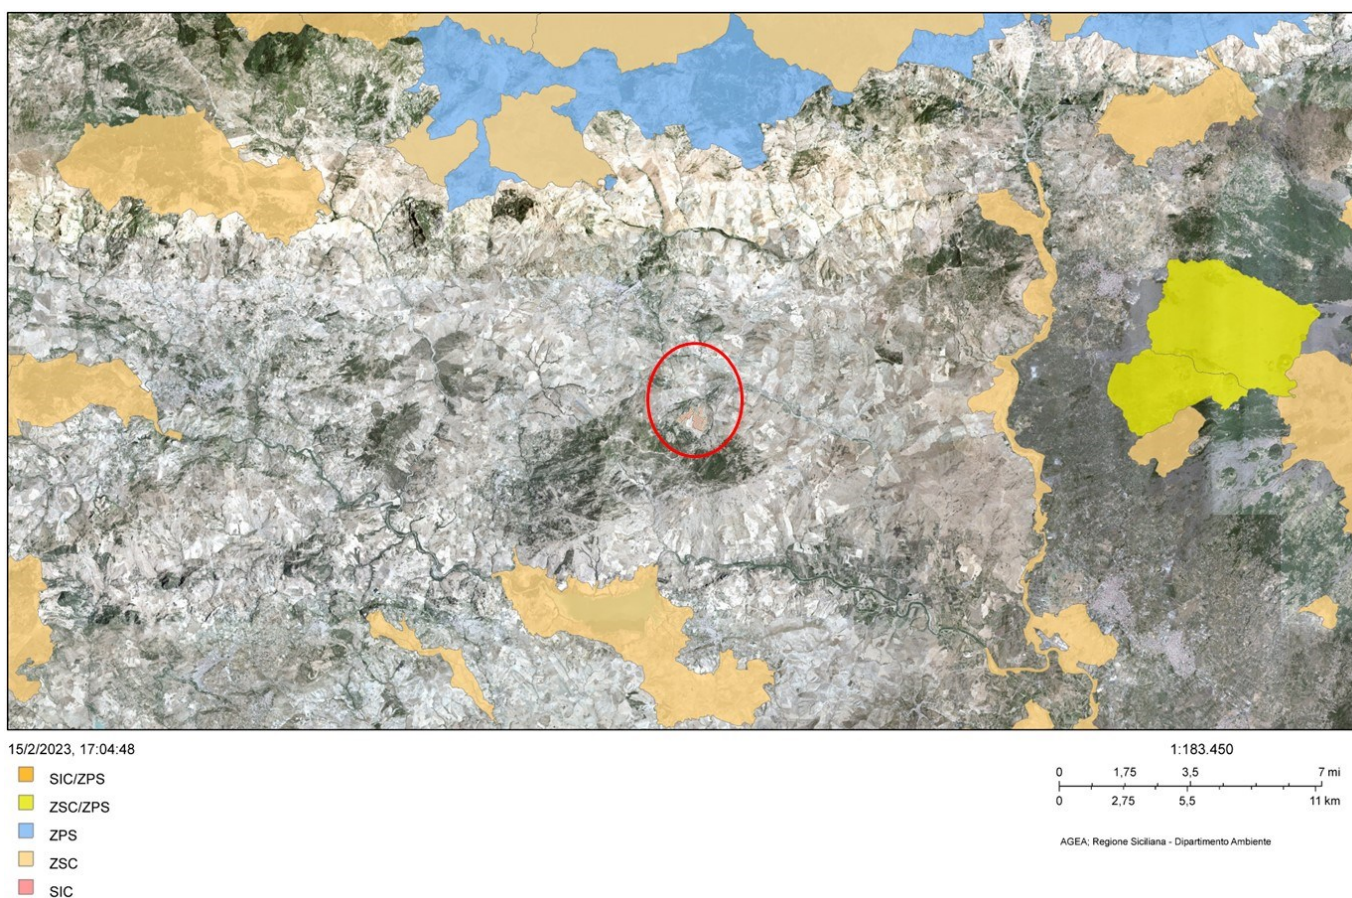 15/2/2023, 17:04:48
SIC/ZPS
ZSC/ZPS
ZPS
ZSC
SIC
1:183.450
0 1,75 3,5 7 mi
0 2,75 5,5 11 km
AGEA; Regione Siciliana - Dipartimento Ambiente